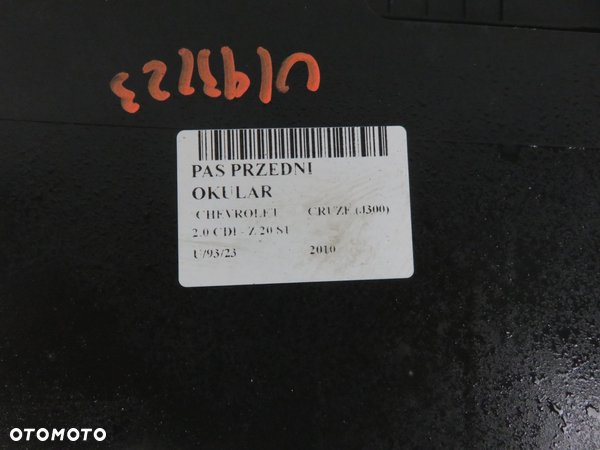 U/93/23
PAS PRZEDNI
OKULAR
CHEVROLET CRUZE (J300)
2.0 CDI - Z 20 S1
U/93/23 2010
OTOMOTO